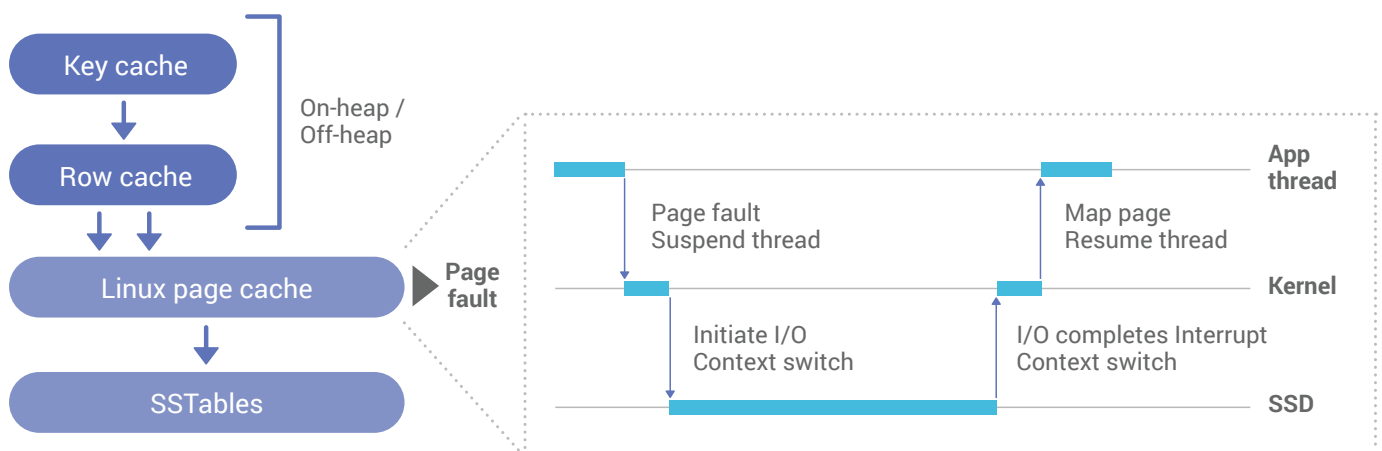 Key cache
Row cache
On-heap /
Off-heap
Linux page cache
SSTables
Page
fault
App
thread
Page fault
Suspend thread
Map page
Resume thread
Kernel
Initiate I/O
Context switch
I/O completes Interrupt
Context switch
SSD